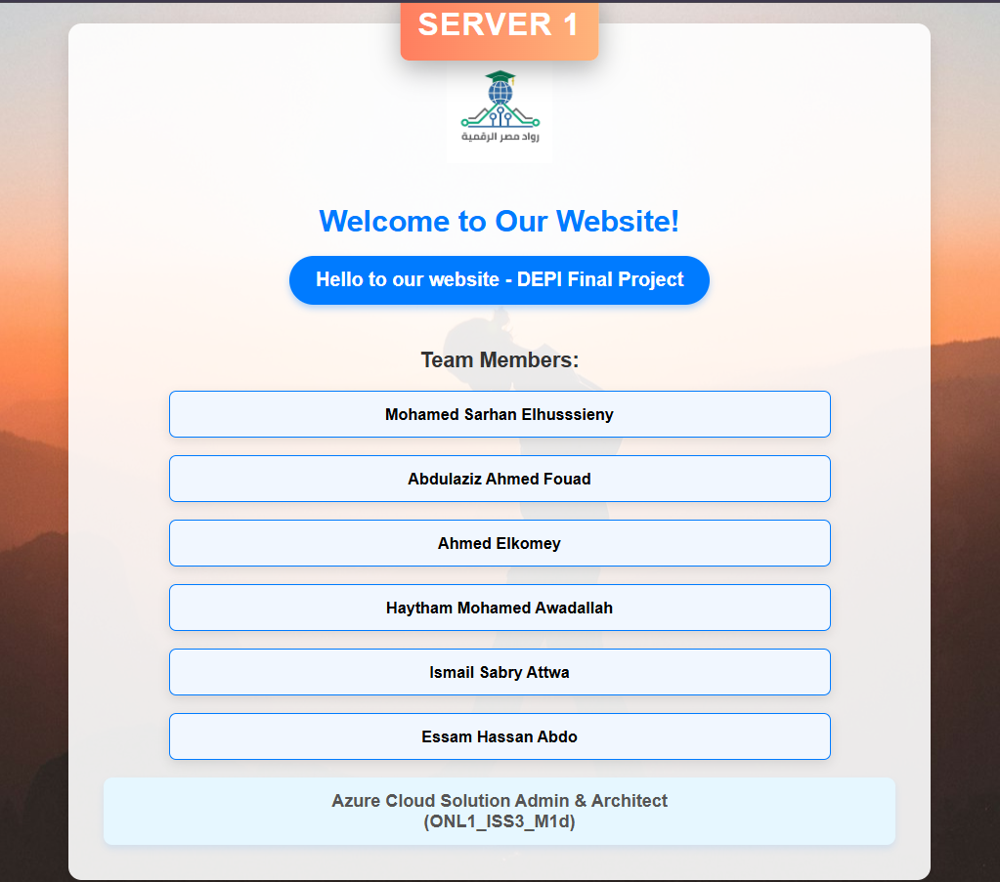 SERVER 1
رواد مصر الرقمية
Welcome to Our Website!
Hello to our website - DEPI Final Project
Team Members:
Mohamed Sarhan Elhusssieny
Abdulaziz Ahmed Fouad
Ahmed Elkomey
Haytham Mohamed Awadallah
Ismail Sabry Attwa
Essam Hassan Abdo
Azure Cloud Solution Admin & Architect
(ONL1_ISS3_M1d)